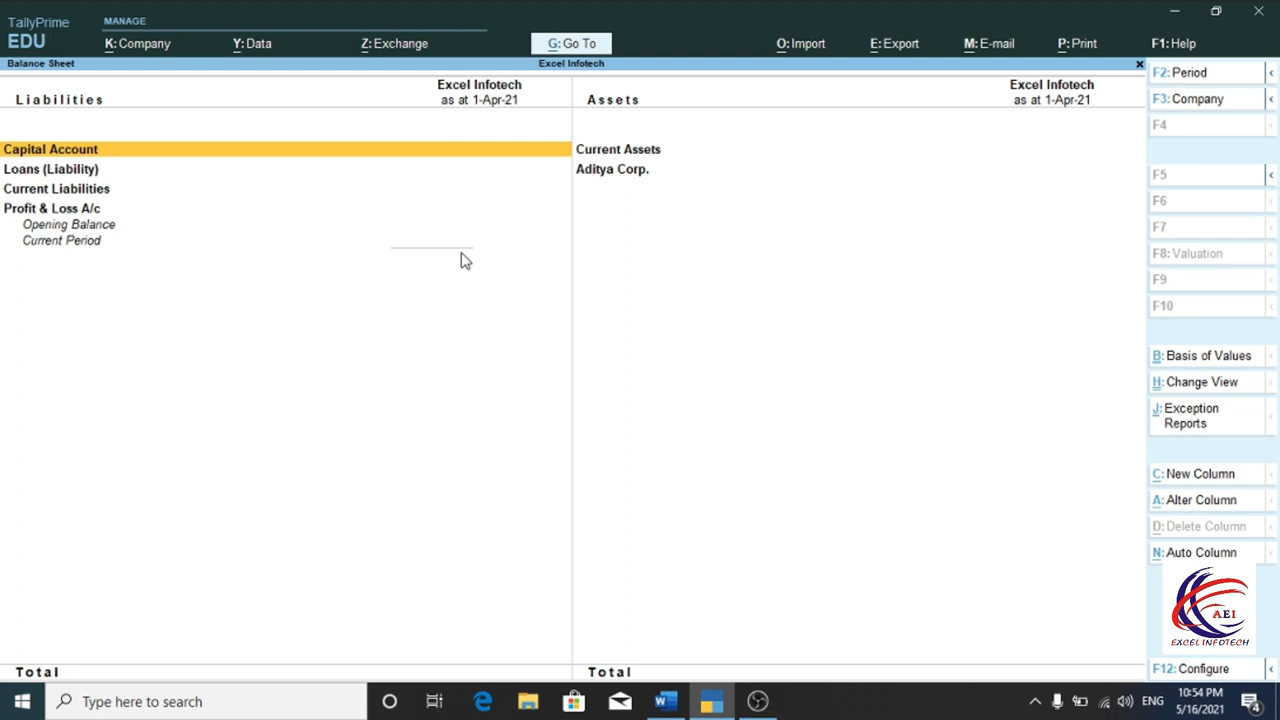 TallyPrime
EDU
MANAGE
K: Company
Y: Data
Z: Exchange
G: Go To
O: Import
E: Export
M: E-mail
P: Print
F1: Help
Balance Sheet
Excel Infotech
Liabilities
Excel Infotech
as at 1-Apr-21
Assets
Excel Infotech
as at 1-Apr-21
Capital Account
Loans (Liability)
Current Liabilities
Profit & Loss A/c
Opening Balance
Current Period
Current Assets
Aditya Corp.
Total
Total
F2: Period
F3: Company
F4
F5
F6
F7
F8: Valuation
F9
F10
B: Basis of Values
H: Change View
J: Exception
Reports
C: New Column
A: Alter Column
D: Delete Column
N: Auto Column
AEI
EXCEL INFOTECH
F12: Configure
Type here to search
ENG
10:54 PM
5/16/2021
4